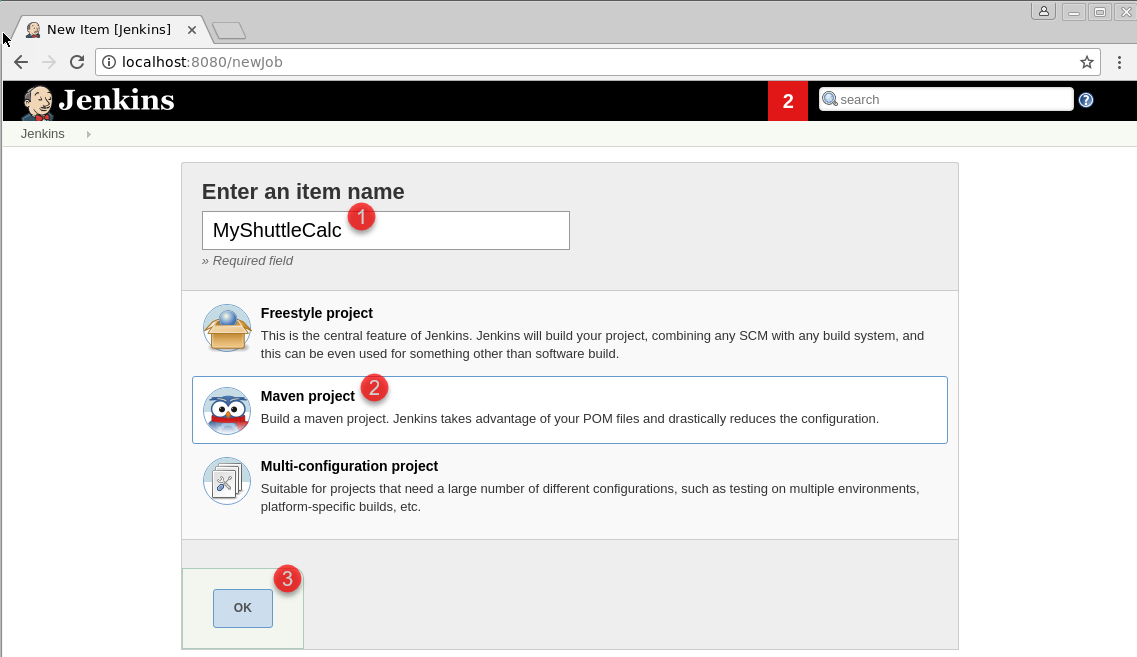 New Item [Jenkins]
localhost:8080/newJob
Jenkins
2
search
?
Jenkins
Enter an item name
MyShuttleCalc
1
» Required field
Freestyle project
This is the central feature of Jenkins. Jenkins will build your project, combining any SCM with any build system, and
this can be even used for something other than software build.
Maven project
2
Build a maven project. Jenkins takes advantage of your POM files and drastically reduces the configuration.
Multi-configuration project
Suitable for projects that need a large number of different configurations, such as testing on multiple environments,
platform-specific builds, etc.
3
OK